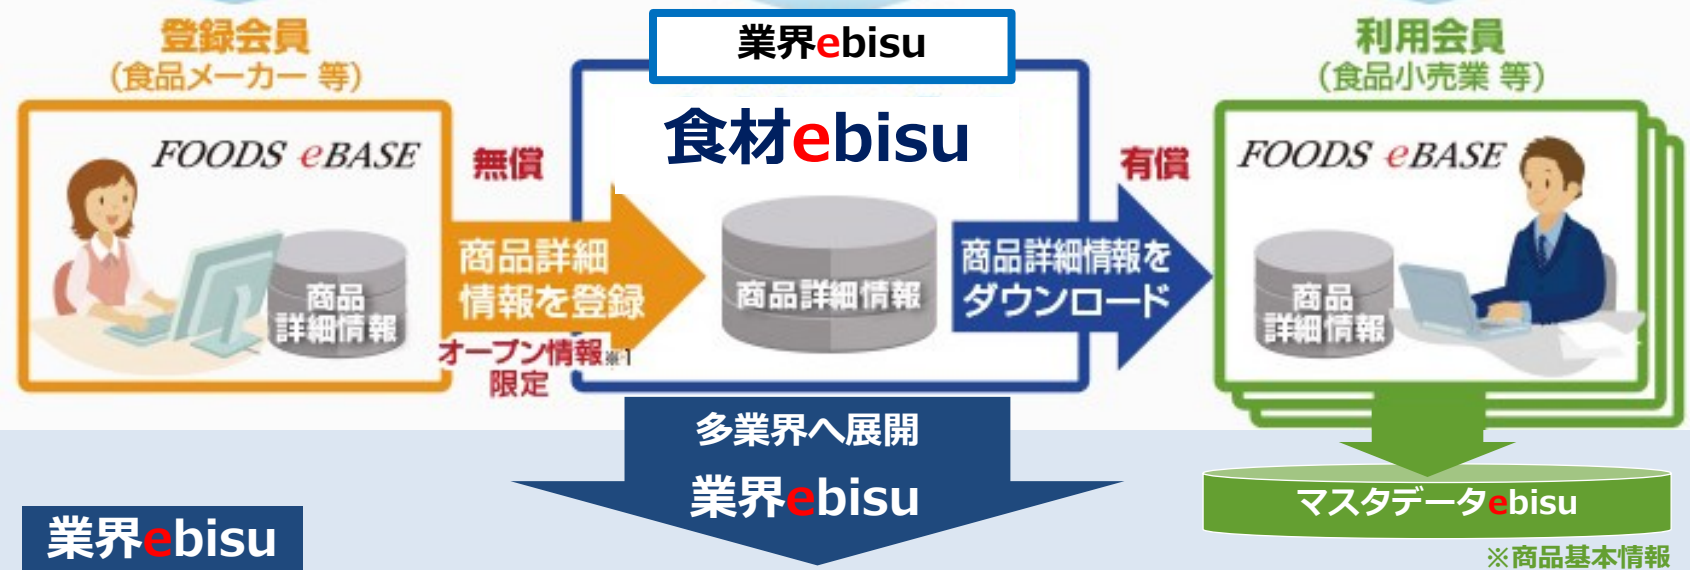 登録会員
(食品メーカー 等)
FOODS eBASE
商品
詳細情報
無償
商品詳細
情報を登録
オープン情報※1
限定
業界ebisu
食材ebisu
商品詳細情報
有償
商品詳細情報を
ダウンロード
利用会員
(食品小売業 等)
FOODS eBASE
商品
詳細情報
多業界へ展開
業界ebisu
マスタデータebisu
※商品基本情報
業界ebisu